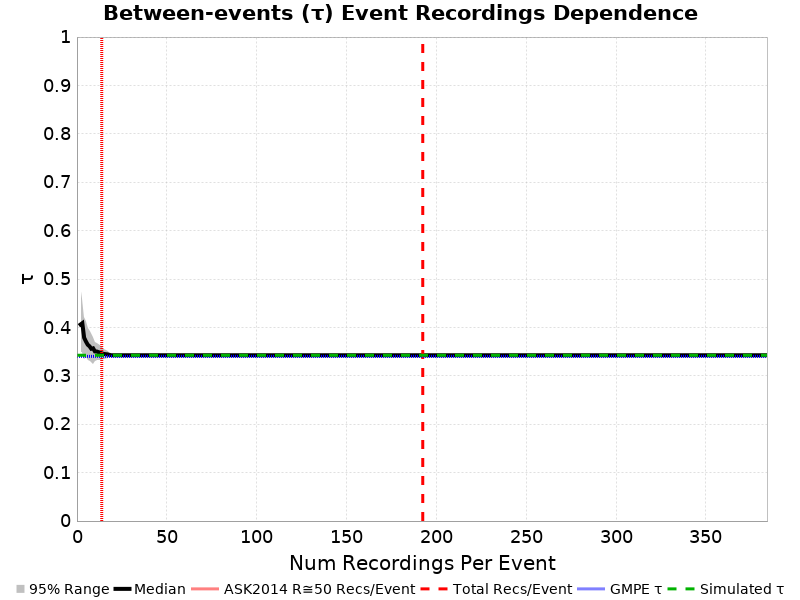 Between-events (τ) Event Recordings Dependence
1
0.9
0.8
0.7
0.6
0.5
0.4
0.3
0.2
0.1
0
τ
0 50 100 150 200 250 300 350
Num Recordings Per Event
95% Range Median ASK2014 R≅50 Recs/Event Total Recs/Event GMPE τ Simulated τ